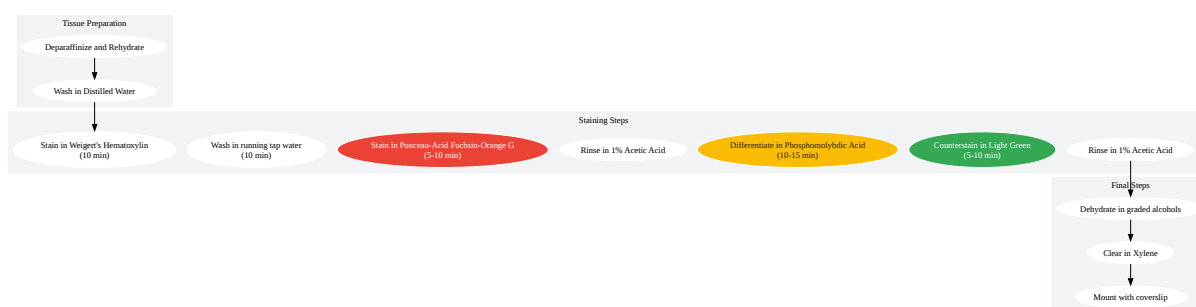 Tissue Preparation
Deparaffinize and Rehydrate
Wash in Distilled Water
Staining Steps
Stain in Weigert's Hematoxylin
(10 min)
Wash in running tap water
(10 min)
Stain in Ponceau-Acid Fuchsin-Orange G
(5-10 min)
Rinse in 1% Acetic Acid
Differentiate in Phosphomolybdic Acid
(10-15 min)
Counterstain in Light Green
(5-10 min)
Rinse in 1% Acetic Acid
Final Steps
Dehydrate in graded alcohols
Clear in Xylene
Mount with coverslip